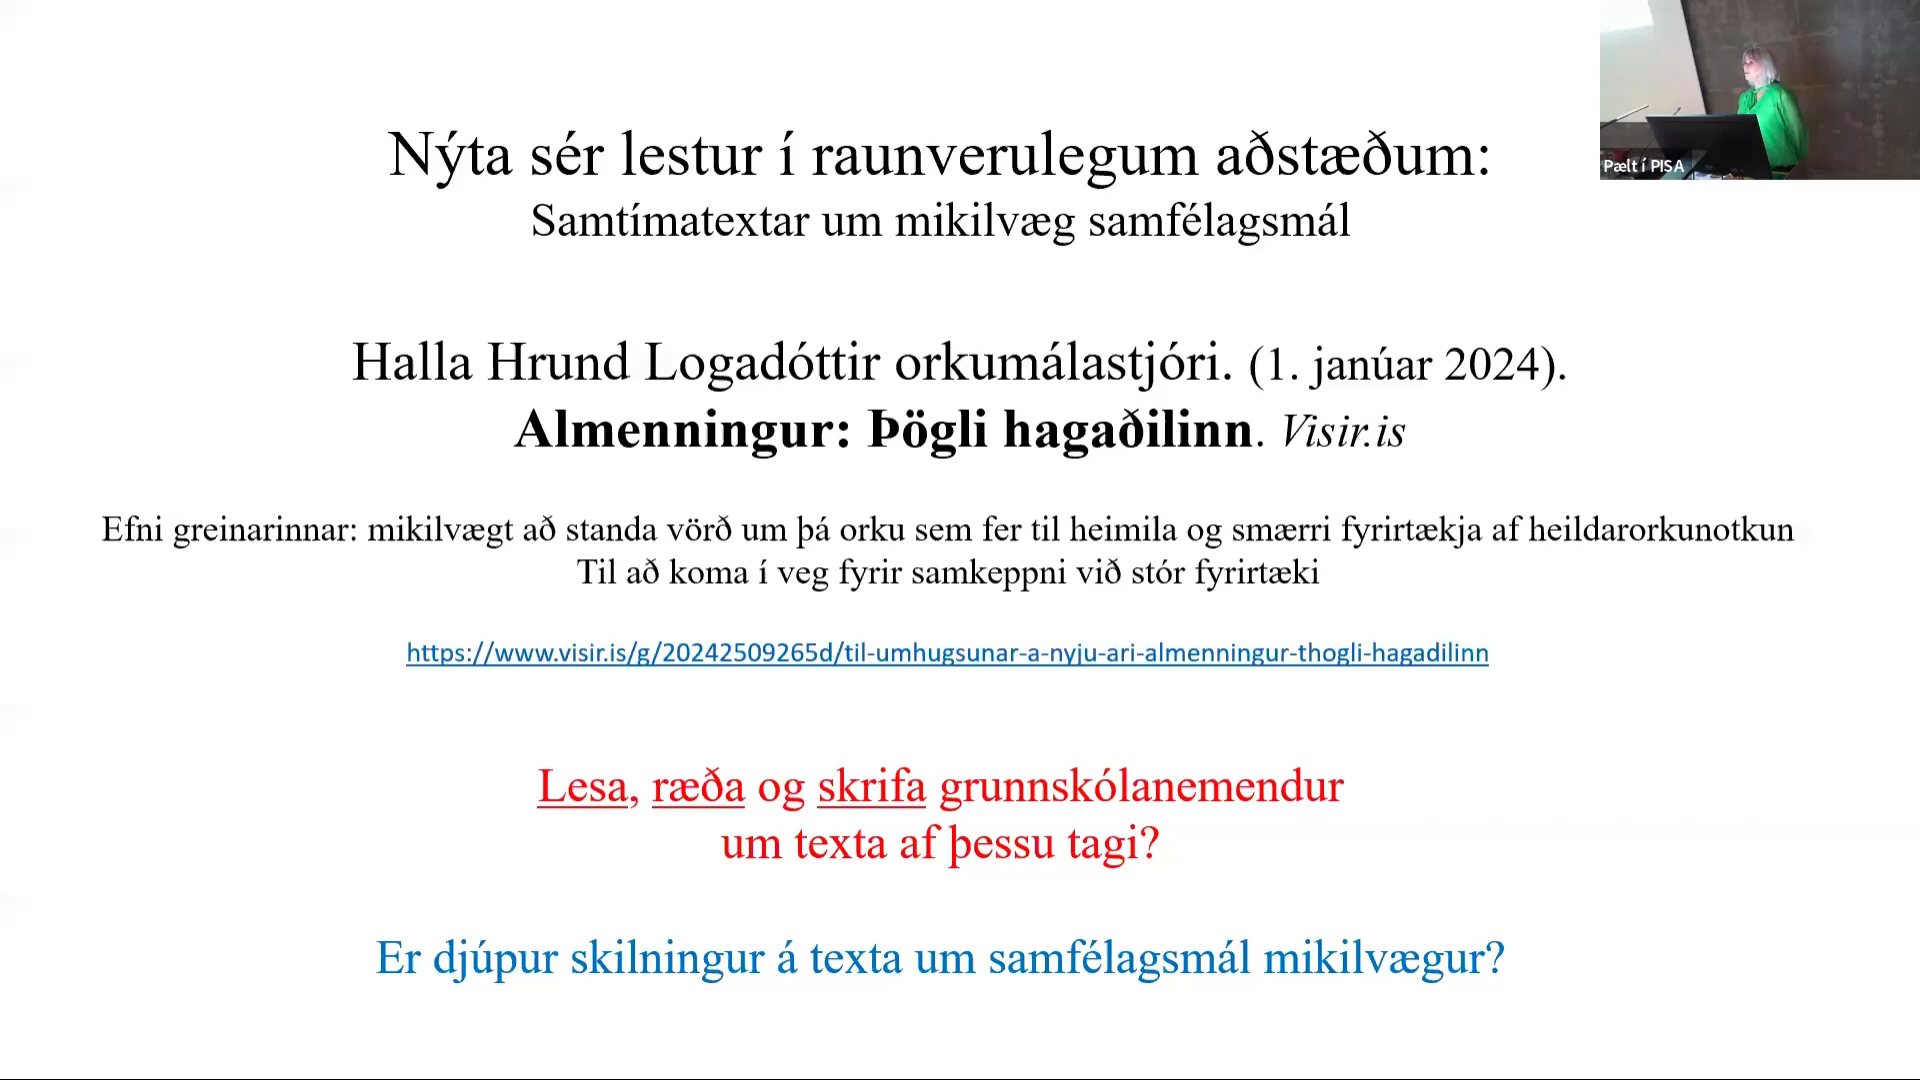 Nýta sér lestur í raunverulegum aðstæðum:
Samtímatextar um mikilvæg samfélagsmál
Pælt í PISA
Halla Hrund Logadóttir orkumálastjóri. (1. janúar 2024).
Almenningur: Þögli hagaðilinn. Visir.is
Efni greinarinnar: mikilvægt að standa vörð um þá orku sem fer til heimila og smærri fyrirtækja af heildarorkunotkun
Til að koma í veg fyrir samkeppni við stór fyrirtæki
https://www.visir.is/g/20242509265d/til-umhugsunar-a-nyju-ari-almenningur-thogli-hagadilinn
Lesa, ræða og skrifa grunnskólanemendur
um texta af þessu tagi?
Er djúpur skilningur á texta um samfélagsmál mikilvægur?